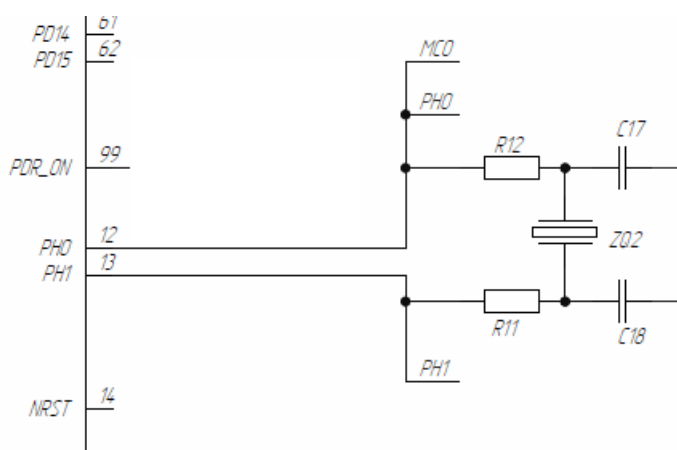 PD14 61
PD15 62
MC0
PH0
C17
R12
PDR_ON 99
PH0 12
ZQ2
PH1 13
R11
C18
PH1
NRST 14